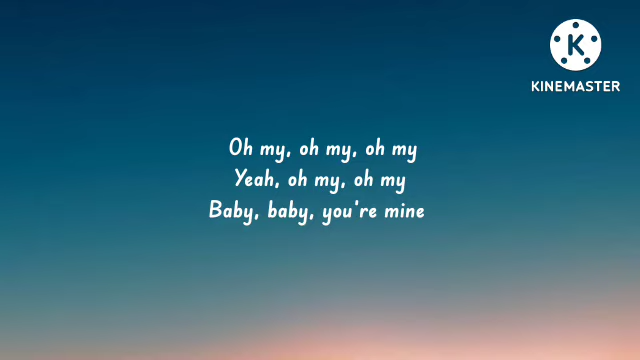 KINEMASTER
Oh my, oh my, oh my
Yeah, oh my, oh my
Baby, baby, you're mine